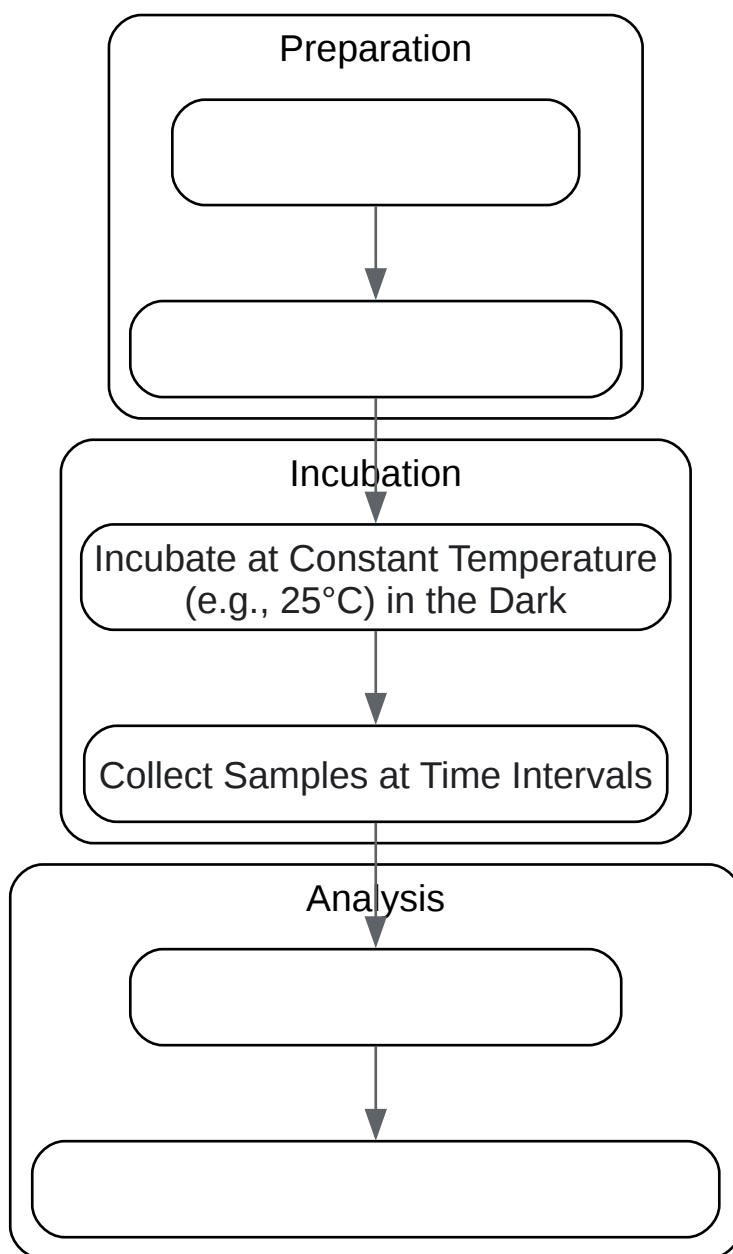 Preparation
Incubation
Incubate at Constant Temperature
(e.g., 25°C) in the Dark
Collect Samples at Time Intervals
Analysis